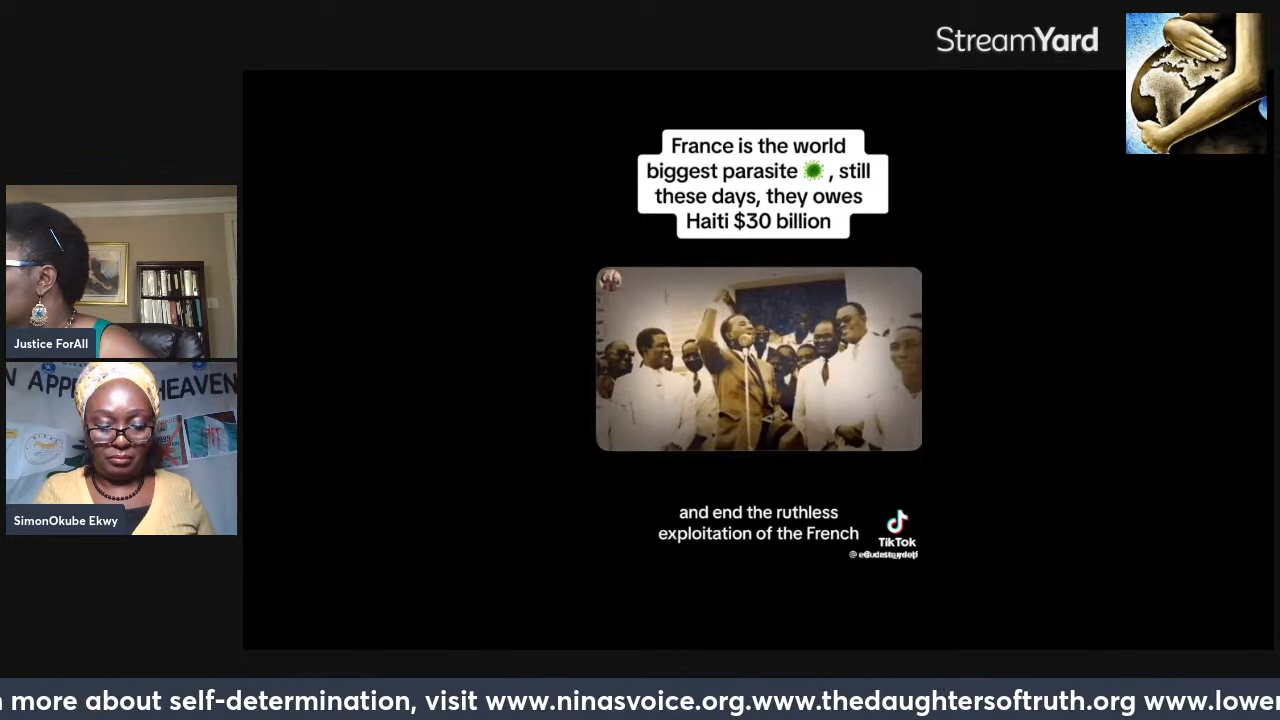 StreamYard
France is the world
biggest parasite 🦠 , still
these days, they owes
Haiti $30 billion
and end the ruthless
exploitation of the French
TikTok
Justice ForAll
N APP HEAVEN
SimonOkube Ekwy
more about self-determination, visit www.ninasvoice.org.www.thedaughtersoftruth.org www.lower